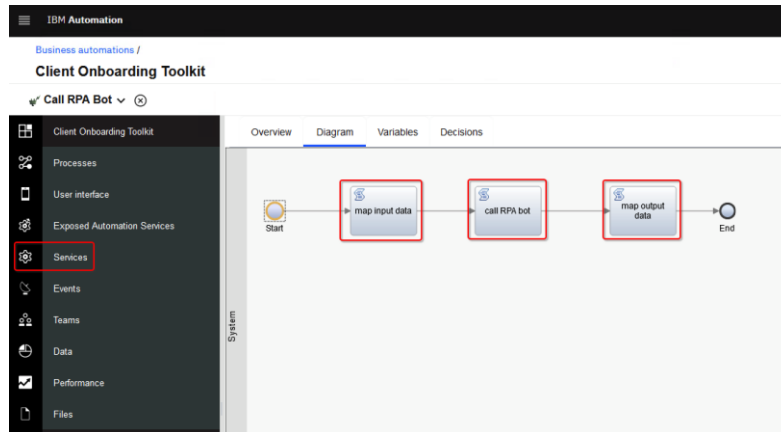 IBM Automation
Business automations /
Client Onboarding Toolkit
Call RPA Bot
Client Onboarding Toolkit
Overview Diagram Variables Decisions
Processes
User interface
Exposed Automation Services
Services
Events
Teams
Data
Performance
Files
System
Start
map input data
call RPA bot
map output
data
End